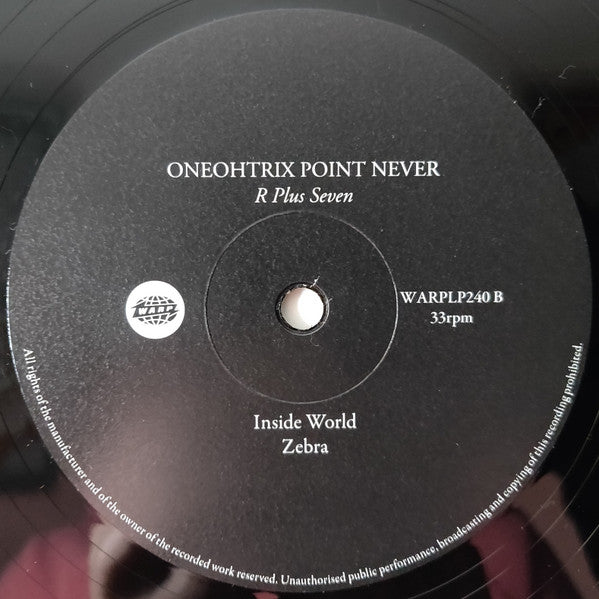 ONEOHTRIX POINT NEVER
R Plus Seven
WARP
WARPLP240 B
33rpm
Inside World
Zebra
All rights of the manufacturer and of the owner of the recorded work reserved. Unauthorised public performance, broadcasting and copying of this recording prohibited.